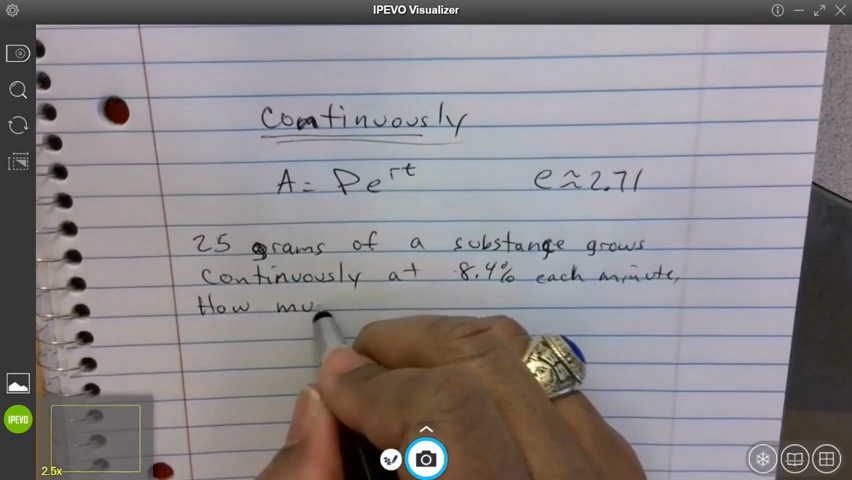 IPEVO Visualizer
Continuously
A = Pe^rt e≈2.71
25 grams of a substance grows
continuously at 8.4% each minute,
How mu
IPEVO
2.5x